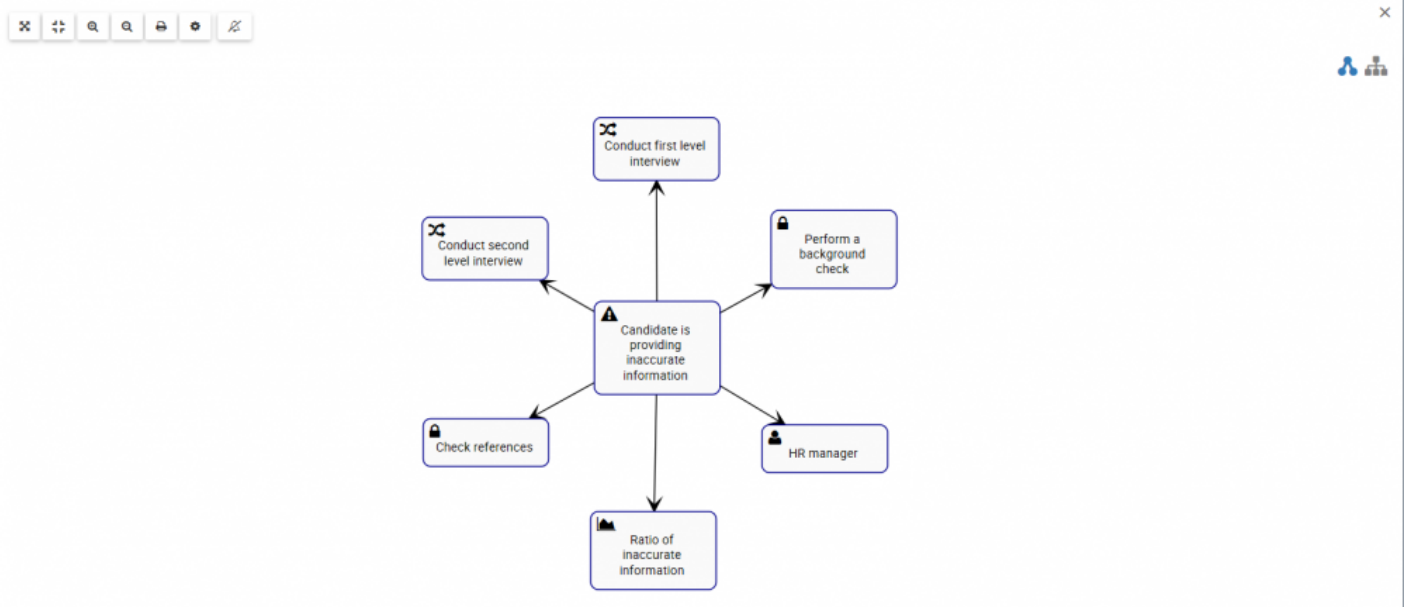 Conduct first level
interview
Conduct second
level interview
Perform a
background
check
Candidate is
providing
inaccurate
information
Check references
HR manager
Ratio of
inaccurate
information